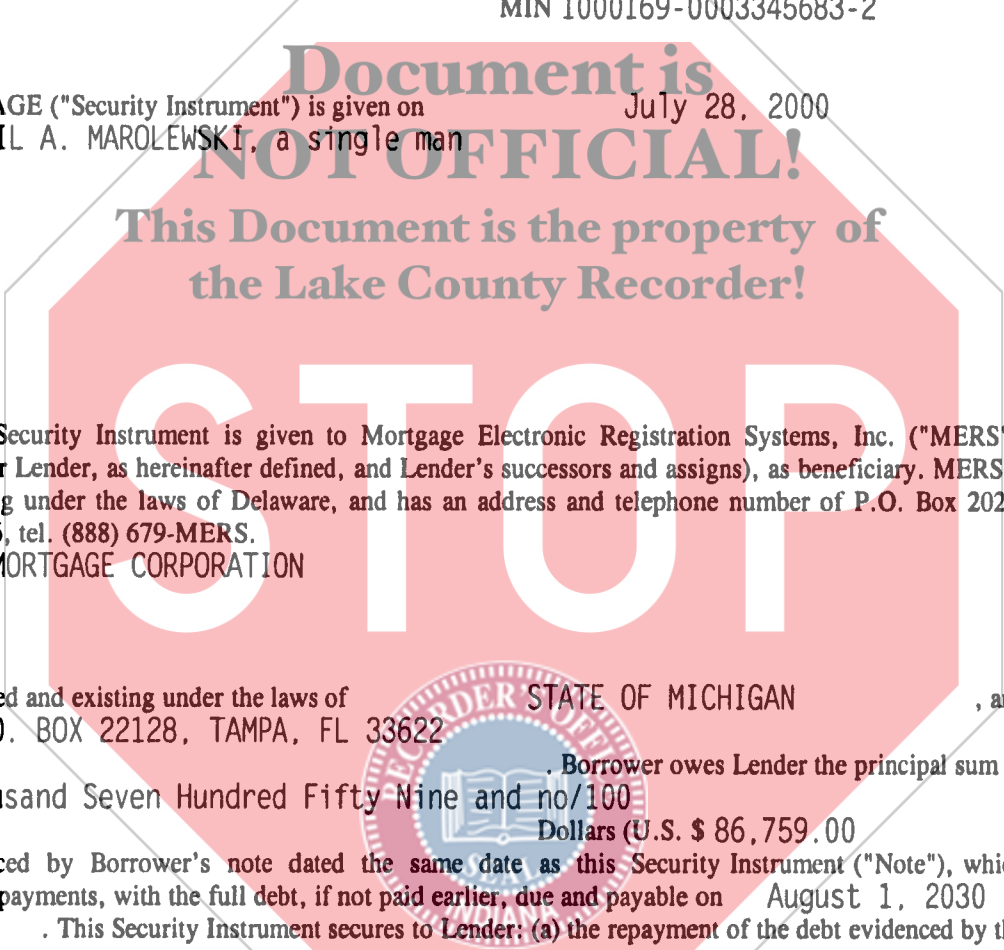 MIN 1000169-0003345683-2
Document is
AGE ("Security Instrument") is given on July 28, 2000
IL A. MAROLEWSKI, a single man
NOT OFFICIAL!
This Document is the property of
the Lake County Recorder!
STOP
Security Instrument is given to Mortgage Electronic Registration Systems, Inc. ("MERS"
r Lender, as hereinafter defined, and Lender's successors and assigns), as beneficiary. MERS
g under the laws of Delaware, and has an address and telephone number of P.O. Box 202
, tel. (888) 679-MERS.
MORTGAGE CORPORATION
ed and existing under the laws of STATE OF MICHIGAN , a
. BOX 22128, TAMPA, FL 33622
. Borrower owes Lender the principal sum
usand Seven Hundred Fifty Nine and no/100
Dollars (U.S. $ 86,759.00
ced by Borrower's note dated the same date as this Security Instrument ("Note"), whi
payments, with the full debt, if not paid earlier, due and payable on August 1, 2030
. This Security Instrument secures to Lender: (a) the repayment of the debt evidenced by t
RECORDER'S OFFICE
SEAL
INDIANA